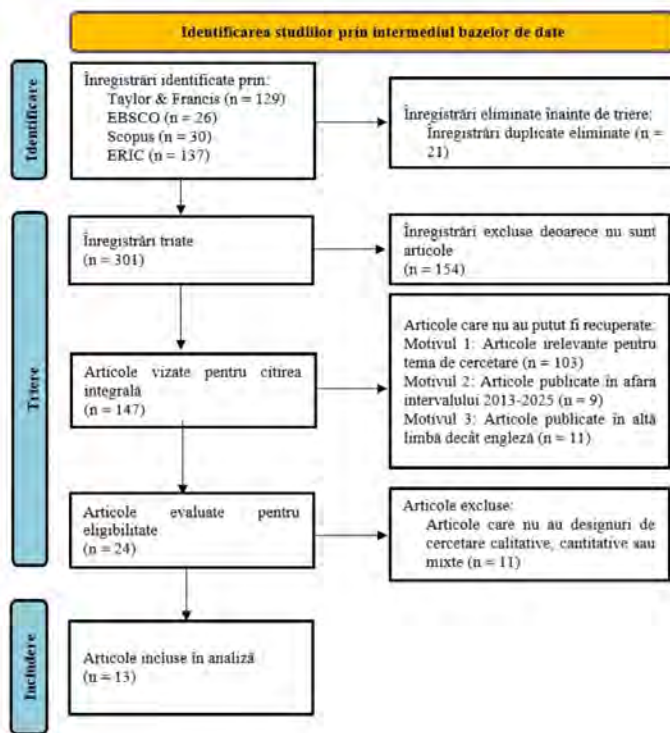 Identificarea studiilor prin intermediul bazelor de date
Identificare
Înregistrări identificate prin:
Taylor & Francis (n = 129)
EBSCO (n = 26)
Scopus (n = 30)
ERIC (n = 137)
Înregistrări eliminate înainte de triere:
Înregistrări duplicate eliminate (n =
21)
Triere
Înregistrări triate
(n = 301)
Înregistrări excluse deoarece nu sunt
articole
(n = 154)
Articole vizate pentru citirea
integrală
(n = 147)
Articole care nu au putut fi recuperate:
Motivul 1: Articole irelevante pentru
tema de cercetare (n = 103)
Motivul 2: Articole publicate în afara
intervalului 2013-2025 (n = 9)
Motivul 3: Articole publicate în altă
limbă decât engleză (n = 11)
Articole evaluate pentru
eligibilitate
(n = 24)
Articole excluse:
Articole care nu au designuri de
cercetare calitative, cantitative sau
mixte (n = 11)
Includere
Articole incluse în analiză
(n = 13)